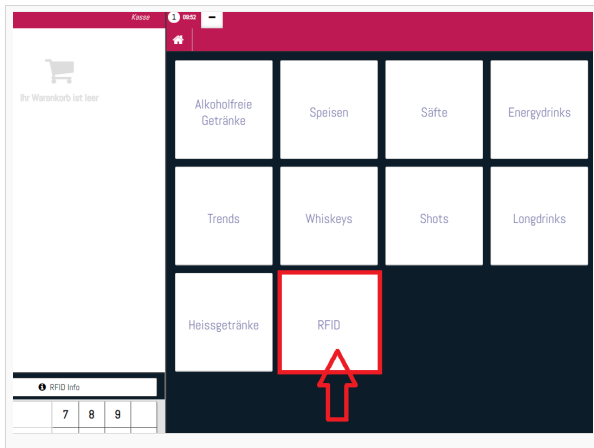 Kasse
1 09:52
Ihr Warenkorb ist leer
Alkoholfreie
Getränke
Speisen
Säfte
Energydrinks
Trends
Whiskeys
Shots
Longdrinks
Heissgetränke
RFID
RFID Info
7 8 9